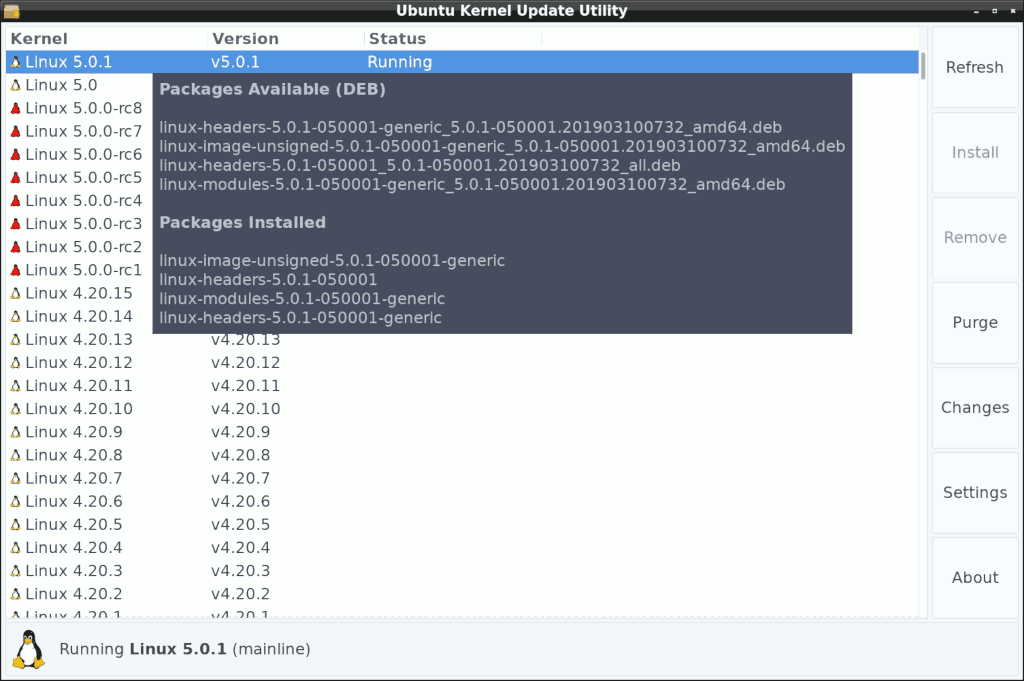 Ubuntu Kernel Update Utility
Kernel Version Status
Linux 5.0.1 v5.0.1 Running
Linux 5.0
Linux 5.0.0-rc8
Linux 5.0.0-rc7
Linux 5.0.0-rc6
Linux 5.0.0-rc5
Linux 5.0.0-rc4
Linux 5.0.0-rc3
Linux 5.0.0-rc2
Linux 5.0.0-rc1
Linux 4.20.15
Linux 4.20.14
Linux 4.20.13 v4.20.13
Linux 4.20.12 v4.20.12
Linux 4.20.11 v4.20.11
Linux 4.20.10 v4.20.10
Linux 4.20.9 v4.20.9
Linux 4.20.8 v4.20.8
Linux 4.20.7 v4.20.7
Linux 4.20.6 v4.20.6
Linux 4.20.5 v4.20.5
Linux 4.20.4 v4.20.4
Linux 4.20.3 v4.20.3
Linux 4.20.2 v4.20.2
Linux 4.20.1 v4.20.1
Packages Available (DEB)
linux-headers-5.0.1-050001-generic_5.0.1-050001.201903100732_amd64.deb
linux-image-unsigned-5.0.1-050001-generic_5.0.1-050001.201903100732_amd64.deb
linux-headers-5.0.1-050001_5.0.1-050001.201903100732_all.deb
linux-modules-5.0.1-050001-generic_5.0.1-050001.201903100732_amd64.deb
Packages Installed
linux-image-unsigned-5.0.1-050001-generic
linux-headers-5.0.1-050001
linux-modules-5.0.1-050001-generic
linux-headers-5.0.1-050001-generic
Refresh
Install
Remove
Purge
Changes
Settings
About
Running Linux 5.0.1 (mainline)